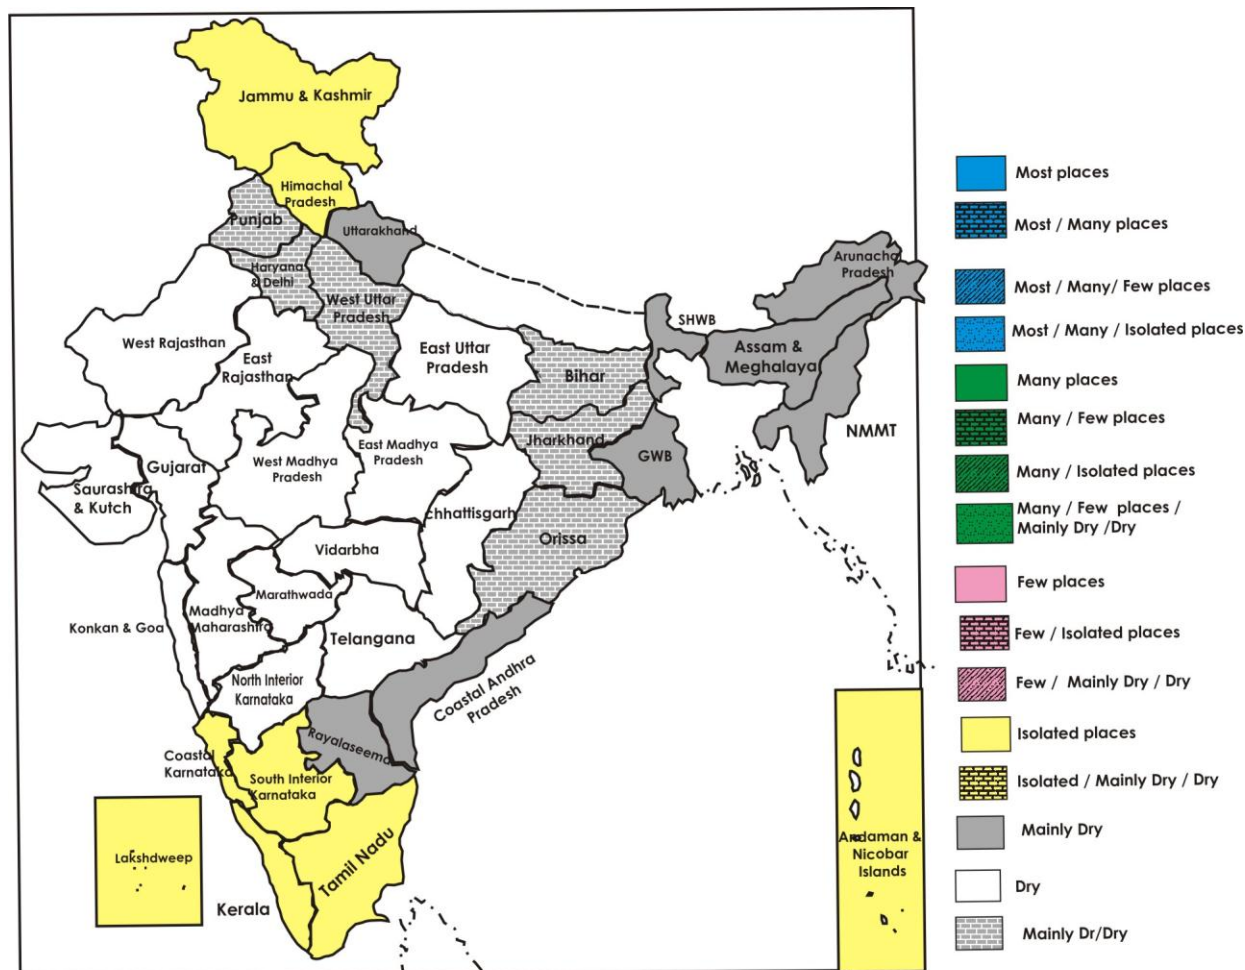 Jammu & Kashmir
Himachal
Pradesh
Punjab
Uttarakhand
Haryana
& Delhi
West Uttar
Pradesh
Arunacha
Pradesh
SHWB
Assam &
Meghalaya
West Rajasthan
East
Rajasthan
East Uttar
Pradesh
Bihar
NMMT
Gujarat
West Madhya
Pradesh
East Madhya
Pradesh
Jharkhand
GWB
Saurashtra
& Kutch
chhattisgarh
Orissa
Vidarbha
Marathwada
Madhya
Maharashtra
Konkan & Goa
Telangana
North Interior
Karnataka
Coastal Andhra
Pradesh
Rayalaseema
Coastal
Karnataka
South Interior
Karnataka
Lakshdweep
Tamil Nadu
Kerala
Andaman &
Nicobar
Islands
Most places
Most / Many places
Most / Many/ Few places
Most / Many / Isolated places
Many places
Many / Few places
Many / Isolated places
Many / Few places /
Mainly Dry /Dry
Few places
Few / Isolated places
Few / Mainly Dry / Dry
Isolated places
Isolated / Mainly Dry / Dry
Mainly Dry
Dry
Mainly Dr/Dry